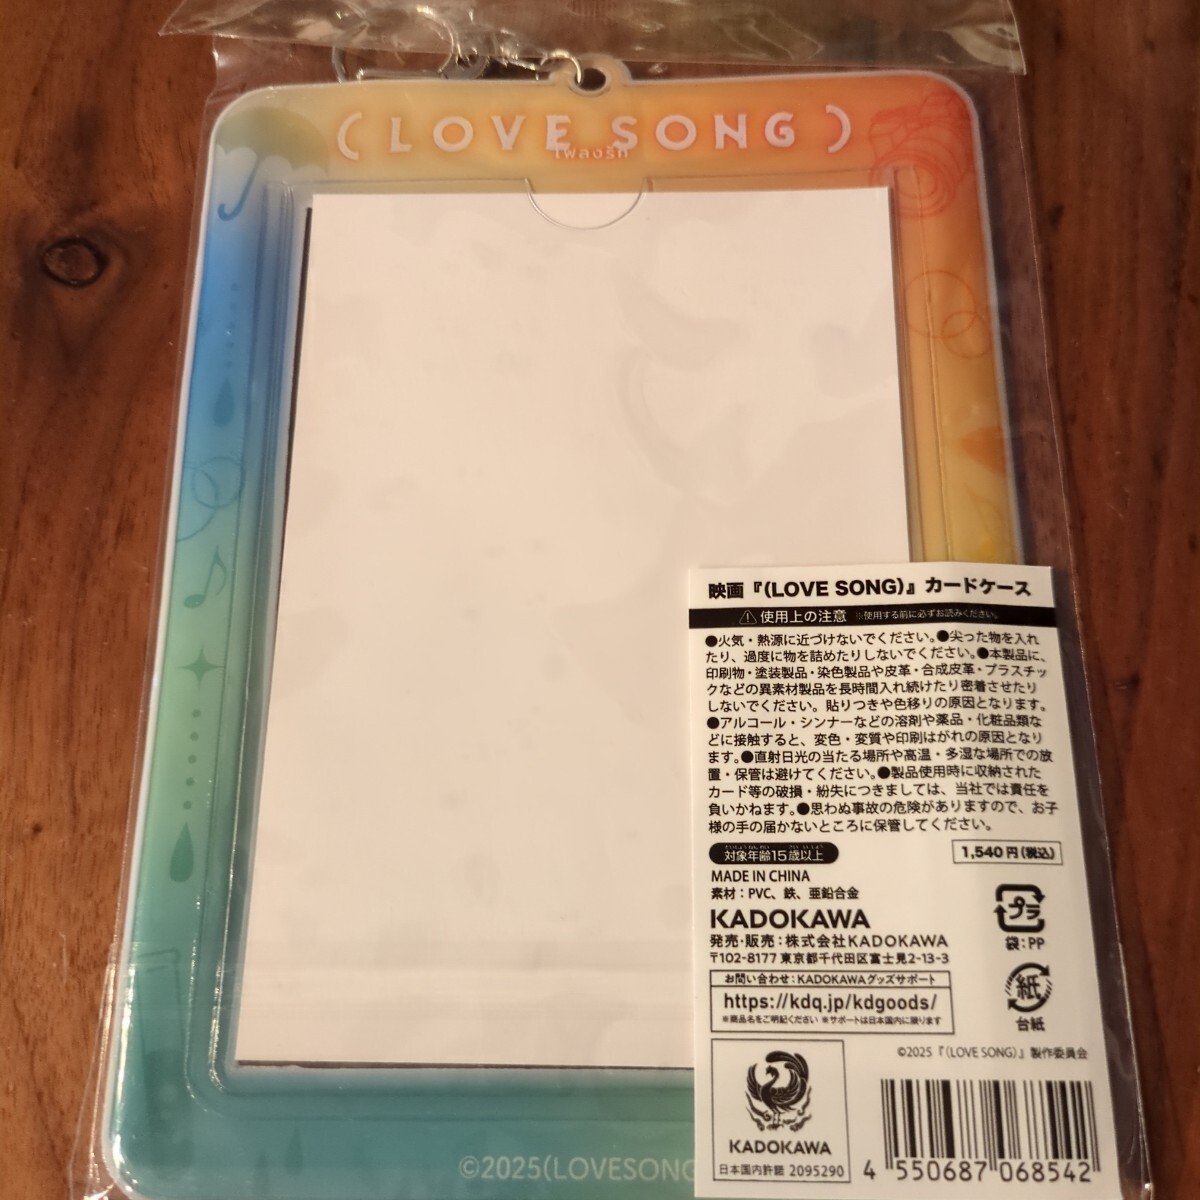 (LOVE SONG)
เพลงรัก
映画『(LOVE SONG)』カードケース
⚠使用上の注意 ※使用する前に必ずお読みください。
●火気・熱源に近づけないでください。●尖った物を入れ
たり、過度に物を詰めたりしないでください。●本製品に、
印刷物・塗装製品・染色製品や皮革・合成皮革・プラスチッ
クなどの異素材製品を長時間入れ続けたり密着させたり
しないでください。貼りつきや色移りの原因となります。
●アルコール・シンナーなどの溶剤や薬品・化粧品類な
どに接触すると、変色・変質や印刷はがれの原因となり
ます。●直射日光の当たる場所や高温・多湿な場所での放
置・保管は避けてください。●製品使用時に収納された
カード等の破損・紛失につきましては、当社では責任を
負いかねます。●思わぬ事故の危険がありますので、お子
様の手の届かないところに保管してください。
対象年齢15歳以上
1,540円(税込)
MADE IN CHINA
素材：PVC、鉄、亜鉛合金
KADOKAWA
発売・販売：株式会社KADOKAWA
〒102-8177 東京都千代田区富士見2-13-3
お問い合わせ：KADOKAWAグッズサポート
https://kdq.jp/kdgoods/
※商品名をご明記ください ※サポートは日本国内に限ります
プラ
袋：PP
紙
台紙
©2025『(LOVE SONG)』製作委員会
KADOKAWA
日本国内許諾 2095290
4 550687 068542
©2025(LOVESONG